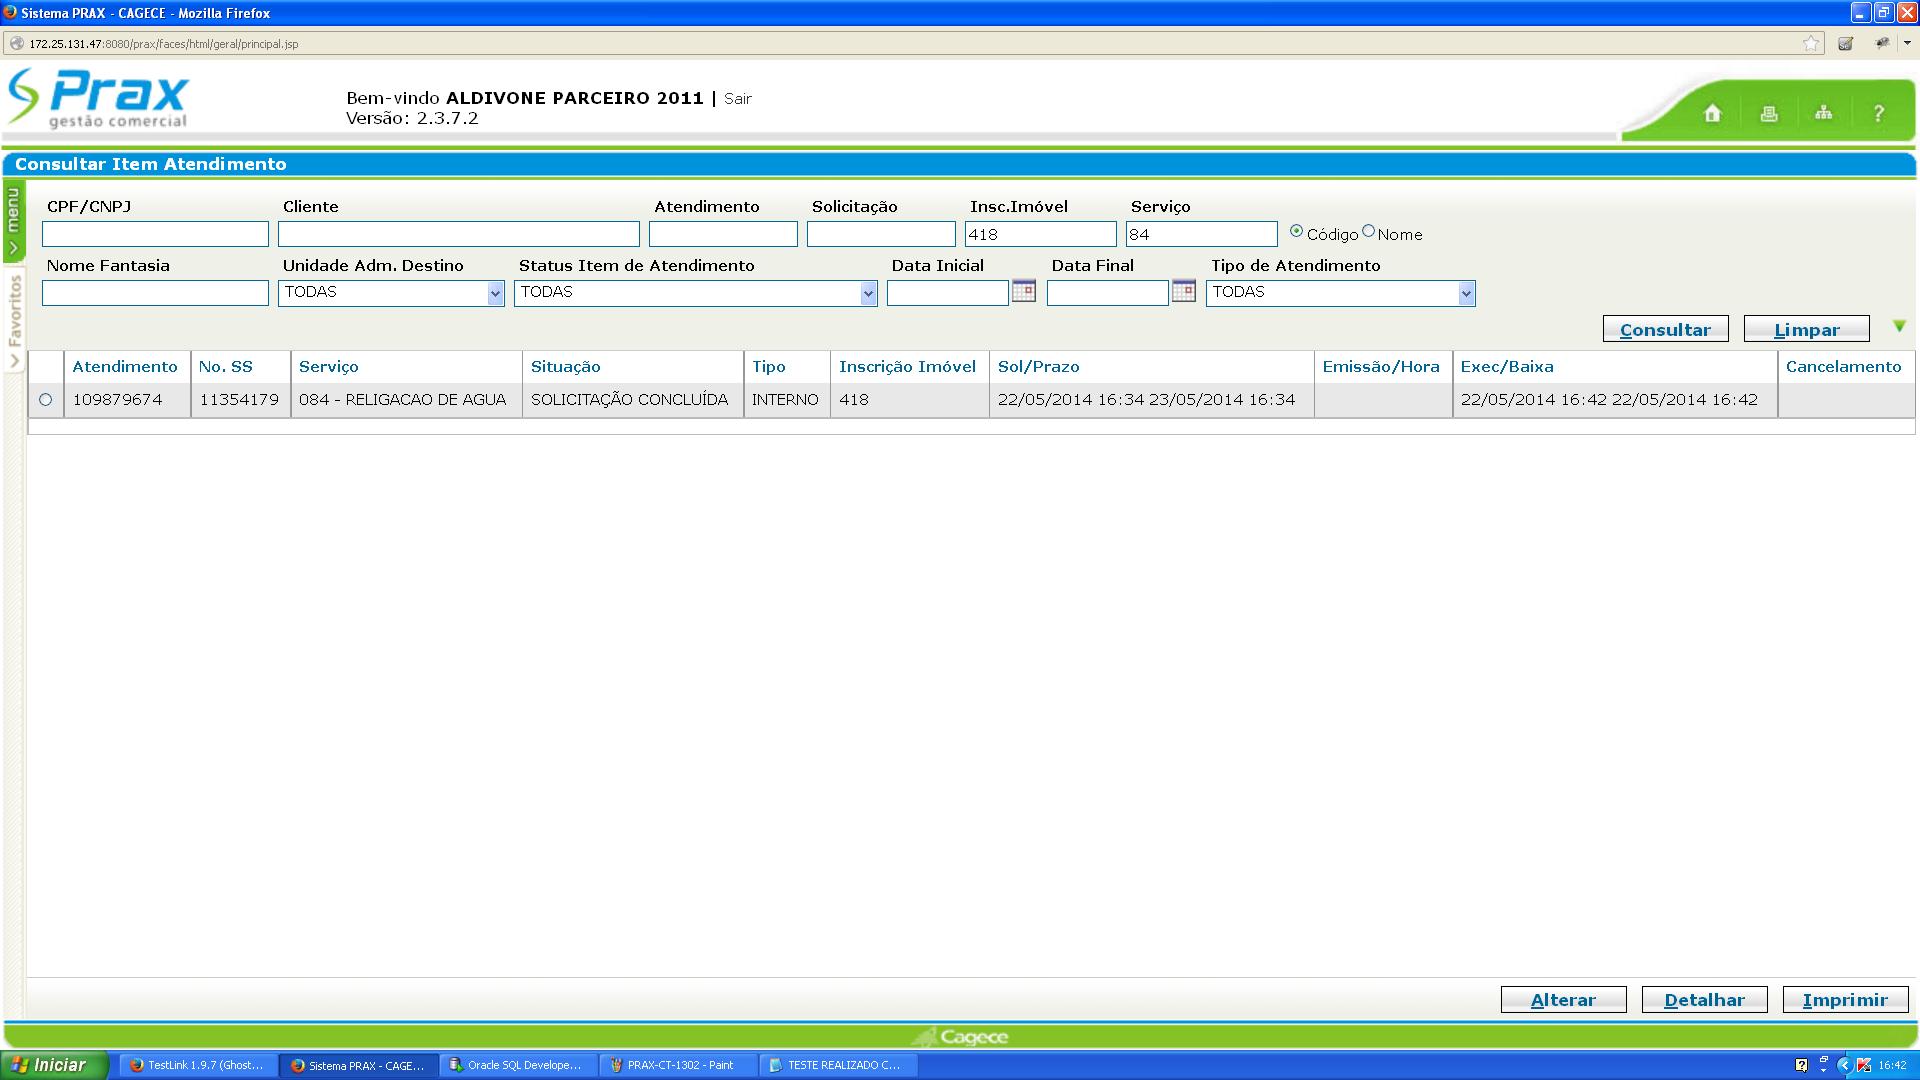 Sistema PRAX - CAGECE - Mozilla Firefox
172.25.131.47:8080/prax/faces/html/geral/principal.jsp
Prax
gestão comercial
Bem-vindo ALDIVONE PARCEIRO 2011 | Sair
Versão: 2.3.7.2
?
Consultar Item Atendimento
menu
Favoritos
CPF/CNPJ Cliente Atendimento Solicitação Insc.Imóvel Serviço
418 84 Código Nome
Nome Fantasia Unidade Adm. Destino Status Item de Atendimento Data Inicial Data Final Tipo de Atendimento
TODAS TODAS TODAS
Consultar Limpar
Atendimento No. SS Serviço Situação Tipo Inscrição Imóvel Sol/Prazo Emissão/Hora Exec/Baixa Cancelamento
109879674 11354179 084 - RELIGACAO DE AGUA SOLICITAÇÃO CONCLUÍDA INTERNO 418 22/05/2014 16:34 23/05/2014 16:34 22/05/2014 16:42 22/05/2014 16:42
Alterar Detalhar Imprimir
Cagece
Iniciar TestLink 1.9.7 (Ghost... Sistema PRAX - CAGE... Oracle SQL Develope... PRAX-CT-1302 - Paint TESTE REALIZADO C... 16:42